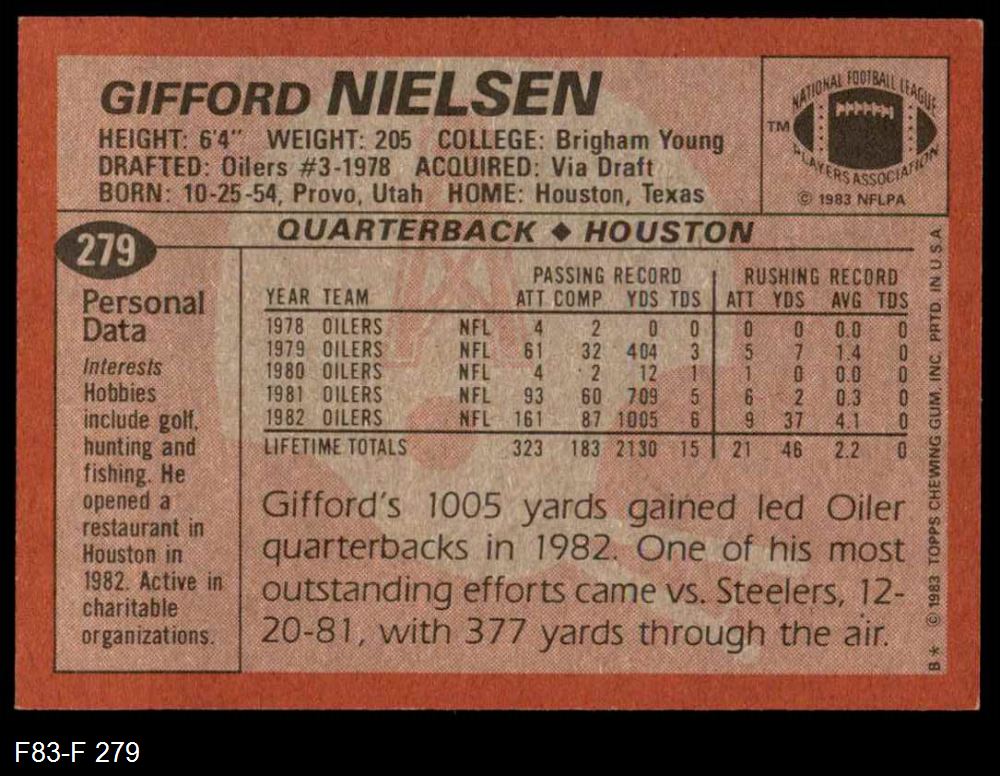 GIFFORD NIELSEN
HEIGHT: 6'4" WEIGHT: 205 COLLEGE: Brigham Young
DRAFTED: Oilers #3-1978 ACQUIRED: Via Draft
BORN: 10-25-54, Provo, Utah HOME: Houston, Texas
NATIONAL FOOTBALL LEAGUE
TM
PLAYERS ASSOCIATION
© 1983 NFLPA
279
QUARTERBACK ◆ HOUSTON
Personal
Data
Interests
Hobbies
include golf,
hunting and
fishing. He
opened a
restaurant in
Houston in
1982. Active in
charitable
organizations.
PASSING RECORD RUSHING RECORD
YEAR TEAM ATT COMP YDS TDS ATT YDS AVG TDS
1978 OILERS NFL 4 2 0 0 0 0 0.0 0
1979 OILERS NFL 61 32 404 3 5 7 1.4 0
1980 OILERS NFL 4 2 12 1 1 0 0.0 0
1981 OILERS NFL 93 60 709 5 6 2 0.3 0
1982 OILERS NFL 161 87 1005 6 9 37 4.1 0
LIFETIME TOTALS 323 183 2130 15 21 46 2.2 0
Gifford's 1005 yards gained led Oiler
quarterbacks in 1982. One of his most
outstanding efforts came vs. Steelers, 12-
20-81, with 377 yards through the air.
B* © 1983 TOPPS CHEWING GUM, INC. PRTD. IN U.S.A.
F83-F 279